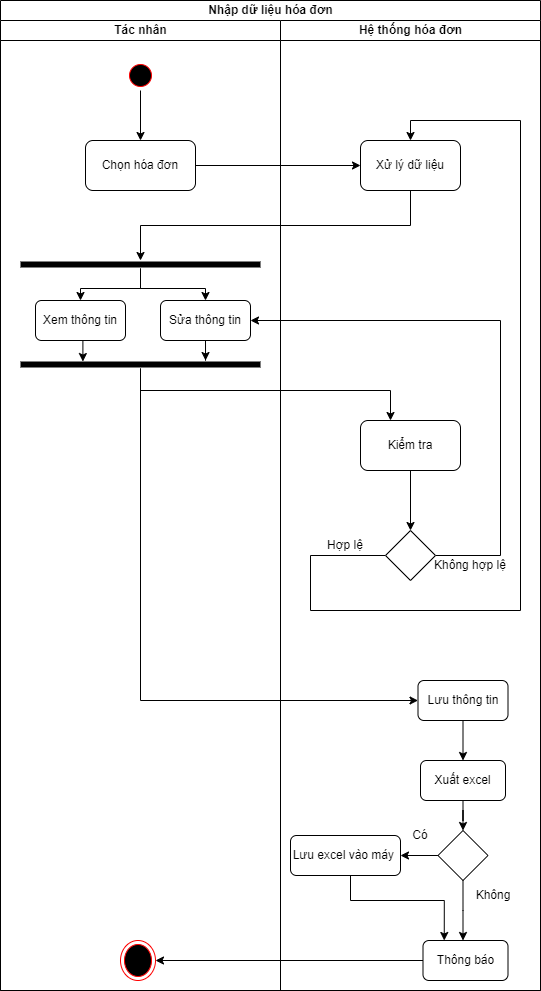 Nhập dữ liệu hóa đơn
Tác nhân
Hệ thống hóa đơn
Chọn hóa đơn
Xử lý dữ liệu
Xem thông tin
Sửa thông tin
Kiểm tra
Hợp lệ
Không hợp lệ
Lưu thông tin
Xuất excel
Có
Lưu excel vào máy
Không
Thông báo